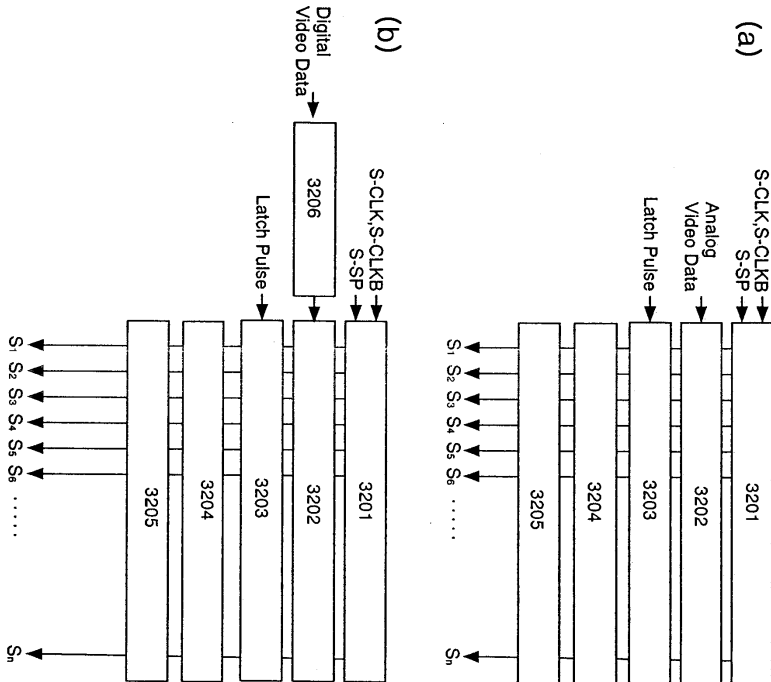 (a)
S-CLK,S-CLKB
S-SP
Analog
Video Data
Latch Pulse
3201
3202
3203
3204
3205
S₁ S₂ S₃ S₄ S₅ S₆ ····· Sₙ
(b)
Digital
Video Data
3206
S-CLK,S-CLKB
S-SP
Latch Pulse
3201
3202
3203
3204
3205
S₁ S₂ S₃ S₄ S₅ S₆ ····· Sₙ